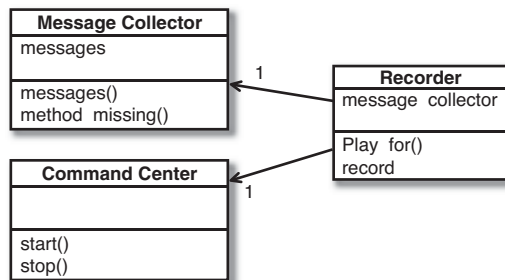 Message Collector
messages
messages()
method missing()
1
Recorder
message collector
Play for()
record
Command Center
1
start()
stop()